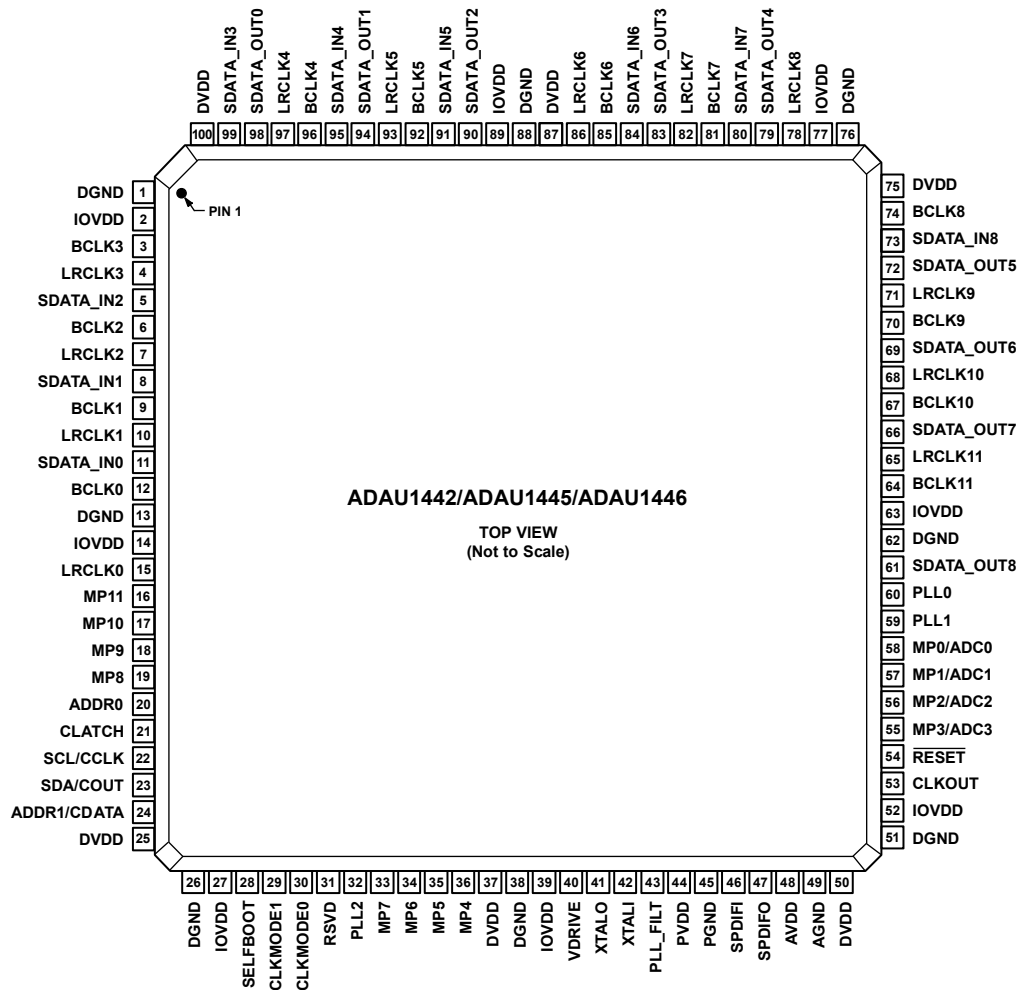 DVDD
SDATA_IN3
SDATA_OUT0
LRCLK4
BCLK4
SDATA_IN4
SDATA_OUT1
LRCLK5
BCLK5
SDATA_IN5
SDATA_OUT2
IOVDD
DGND
DVDD
LRCLK6
BCLK6
SDATA_IN6
SDATA_OUT3
LRCLK7
BCLK7
SDATA_IN7
SDATA_OUT4
LRCLK8
IOVDD
DGND
100 99 98 97 96 95 94 93 92 91 90 89 88 87 86 85 84 83 82 81 80 79 78 77 76
DGND 1
IOVDD 2
BCLK3 3
LRCLK3 4
SDATA_IN2 5
BCLK2 6
LRCLK2 7
SDATA_IN1 8
BCLK1 9
LRCLK1 10
SDATA_IN0 11
BCLK0 12
DGND 13
IOVDD 14
LRCLK0 15
MP11 16
MP10 17
MP9 18
MP8 19
ADDR0 20
CLATCH 21
SCL/CCLK 22
SDA/COUT 23
ADDR1/CDATA 24
DVDD 25
PIN 1
ADAU1442/ADAU1445/ADAU1446
TOP VIEW
(Not to Scale)
75 DVDD
74 BCLK8
73 SDATA_IN8
72 SDATA_OUT5
71 LRCLK9
70 BCLK9
69 SDATA_OUT6
68 LRCLK10
67 BCLK10
66 SDATA_OUT7
65 LRCLK11
64 BCLK11
63 IOVDD
62 DGND
61 SDATA_OUT8
60 PLL0
59 PLL1
58 MP0/ADC0
57 MP1/ADC1
56 MP2/ADC2
55 MP3/ADC3
54 RESET
53 CLKOUT
52 IOVDD
51 DGND
26 27 28 29 30 31 32 33 34 35 36 37 38 39 40 41 42 43 44 45 46 47 48 49 50
DGND
IOVDD
SELFBOOT
CLKMODE1
CLKMODE0
RSVD
PLL2
MP7
MP6
MP5
MP4
DVDD
DGND
IOVDD
VDRIVE
XTALO
XTALI
PLL_FILT
PVDD
PGND
SPDIFI
SPDIFO
AVDD
AGND
DVDD